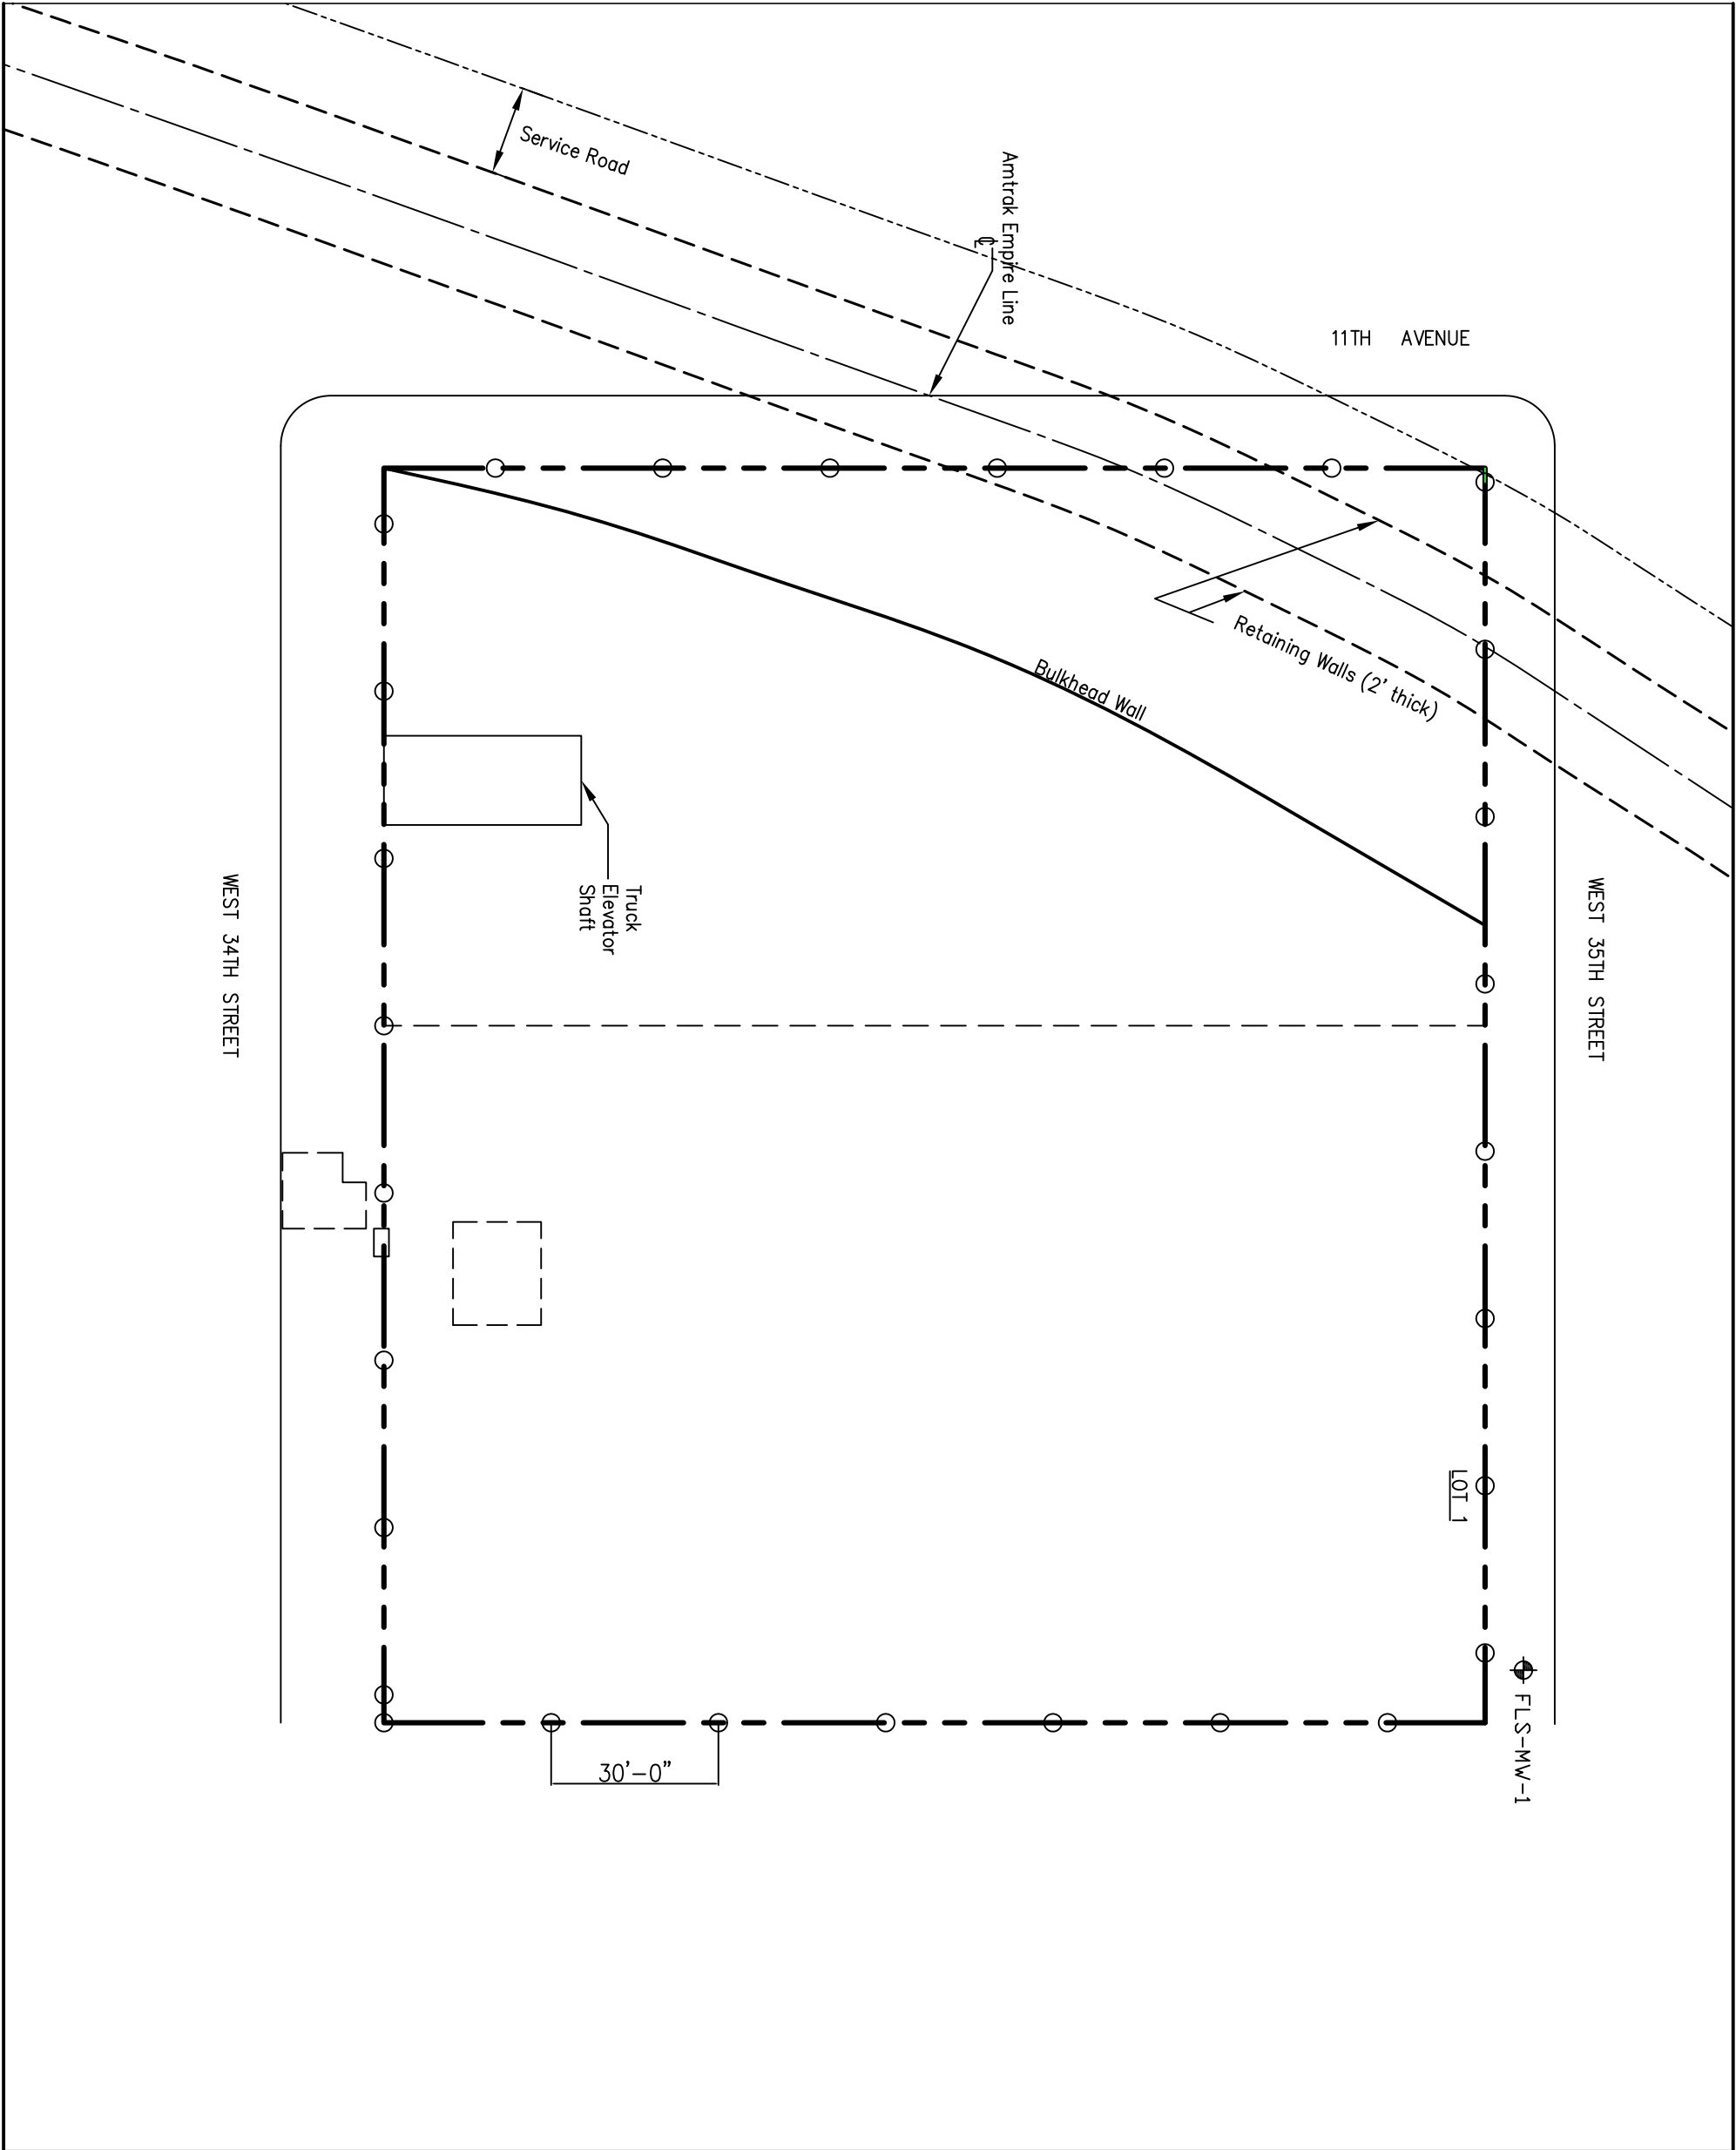 Service Road
Amtrak Empire Line
℄
11TH AVENUE
Retaining Walls (2' thick)
Bulkhead Wall
Truck
Elevator
Shaft
WEST 34TH STREET
WEST 35TH STREET
LOT 1
FLS-MW-1
30'-0"